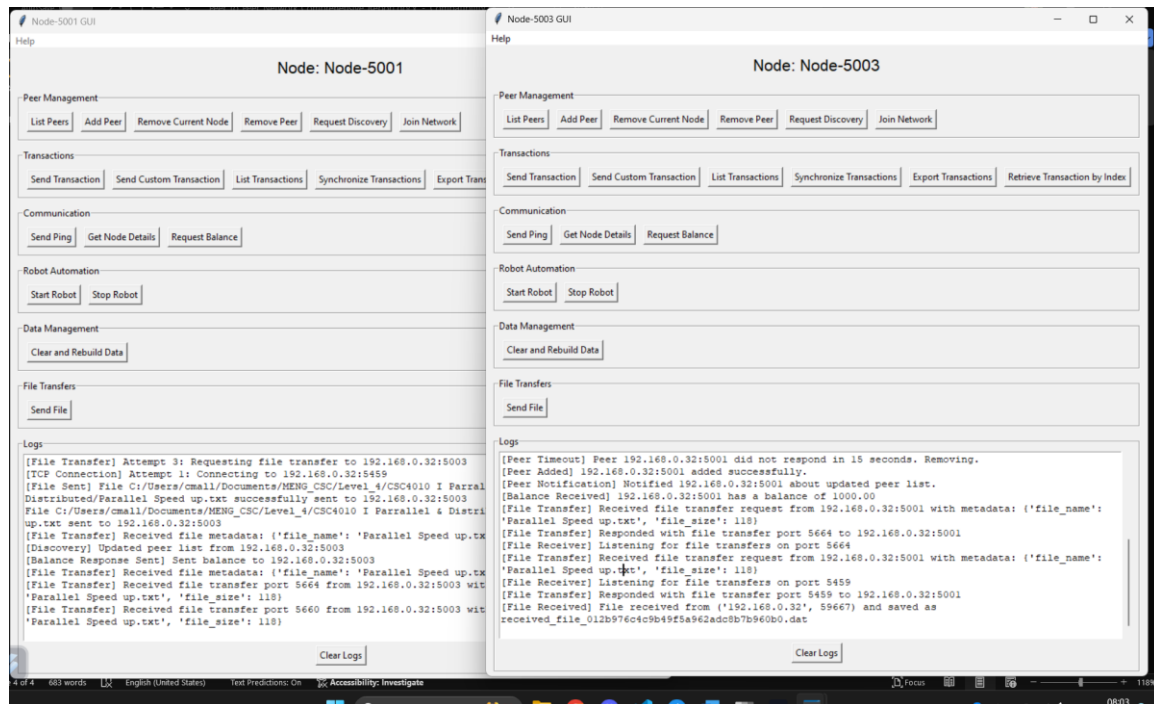 Node-5001 GUI
Help
Node: Node-5001
Peer Management
List Peers Add Peer Remove Current Node Remove Peer Request Discovery Join Network
Transactions
Send Transaction Send Custom Transaction List Transactions Synchronize Transactions Export Trans
Communication
Send Ping Get Node Details Request Balance
Robot Automation
Start Robot Stop Robot
Data Management
Clear and Rebuild Data
File Transfers
Send File
Logs
[File Transfer] Attempt 3: Requesting file transfer to 192.168.0.32:5003
[TCP Connection] Attempt 1: Connecting to 192.168.0.32:5459
[File Sent] File C:/Users/cmall/Documents/MENG_CSC/Level_4/CSC4010 I Parral
Distributed/Parallel Speed up.txt successfully sent to 192.168.0.32:5003
File C:/Users/cmall/Documents/MENG_CSC/Level_4/CSC4010 I Parrallel & Distri
up.txt sent to 192.168.0.32:5003
[File Transfer] Received file metadata: {'file_name': 'Parallel Speed up.tx
[Discovery] Updated peer list from 192.168.0.32:5003
[Balance Response Sent] Sent balance to 192.168.0.32:5003
[File Transfer] Received file metadata: {'file_name': 'Parallel Speed up.tx
[File Transfer] Received file transfer port 5664 from 192.168.0.32:5003 wit
'Parallel Speed up.txt', 'file_size': 118}
[File Transfer] Received file transfer port 5660 from 192.168.0.32:5003 wit
'Parallel Speed up.txt', 'file_size': 118}
Clear Logs
Node-5003 GUI
Help
Node: Node-5003
Peer Management
List Peers Add Peer Remove Current Node Remove Peer Request Discovery Join Network
Transactions
Send Transaction Send Custom Transaction List Transactions Synchronize Transactions Export Transactions Retrieve Transaction by Index
Communication
Send Ping Get Node Details Request Balance
Robot Automation
Start Robot Stop Robot
Data Management
Clear and Rebuild Data
File Transfers
Send File
Logs
[Peer Timeout] Peer 192.168.0.32:5001 did not respond in 15 seconds. Removing.
[Peer Added] 192.168.0.32:5001 added successfully.
[Peer Notification] Notified 192.168.0.32:5001 about updated peer list.
[Balance Received] 192.168.0.32:5001 has a balance of 1000.00
[File Transfer] Received file transfer request from 192.168.0.32:5001 with metadata: {'file_name':
'Parallel Speed up.txt', 'file_size': 118}
[File Transfer] Responded with file transfer port 5664 to 192.168.0.32:5001
[File Receiver] Listening for file transfers on port 5664
[File Transfer] Received file transfer request from 192.168.0.32:5001 with metadata: {'file_name':
'Parallel Speed up.txt', 'file_size': 118}
[File Receiver] Listening for file transfers on port 5459
[File Transfer] Responded with file transfer port 5459 to 192.168.0.32:5001
[File Received] File received from ('192.168.0.32', 59667) and saved as
received_file_012b976c4c9b49f5a962adc8b7b960b0.dat
Clear Logs
4 of 4 683 words English (United States) Text Predictions: On Accessibility: Investigate Focus 118%
08:03